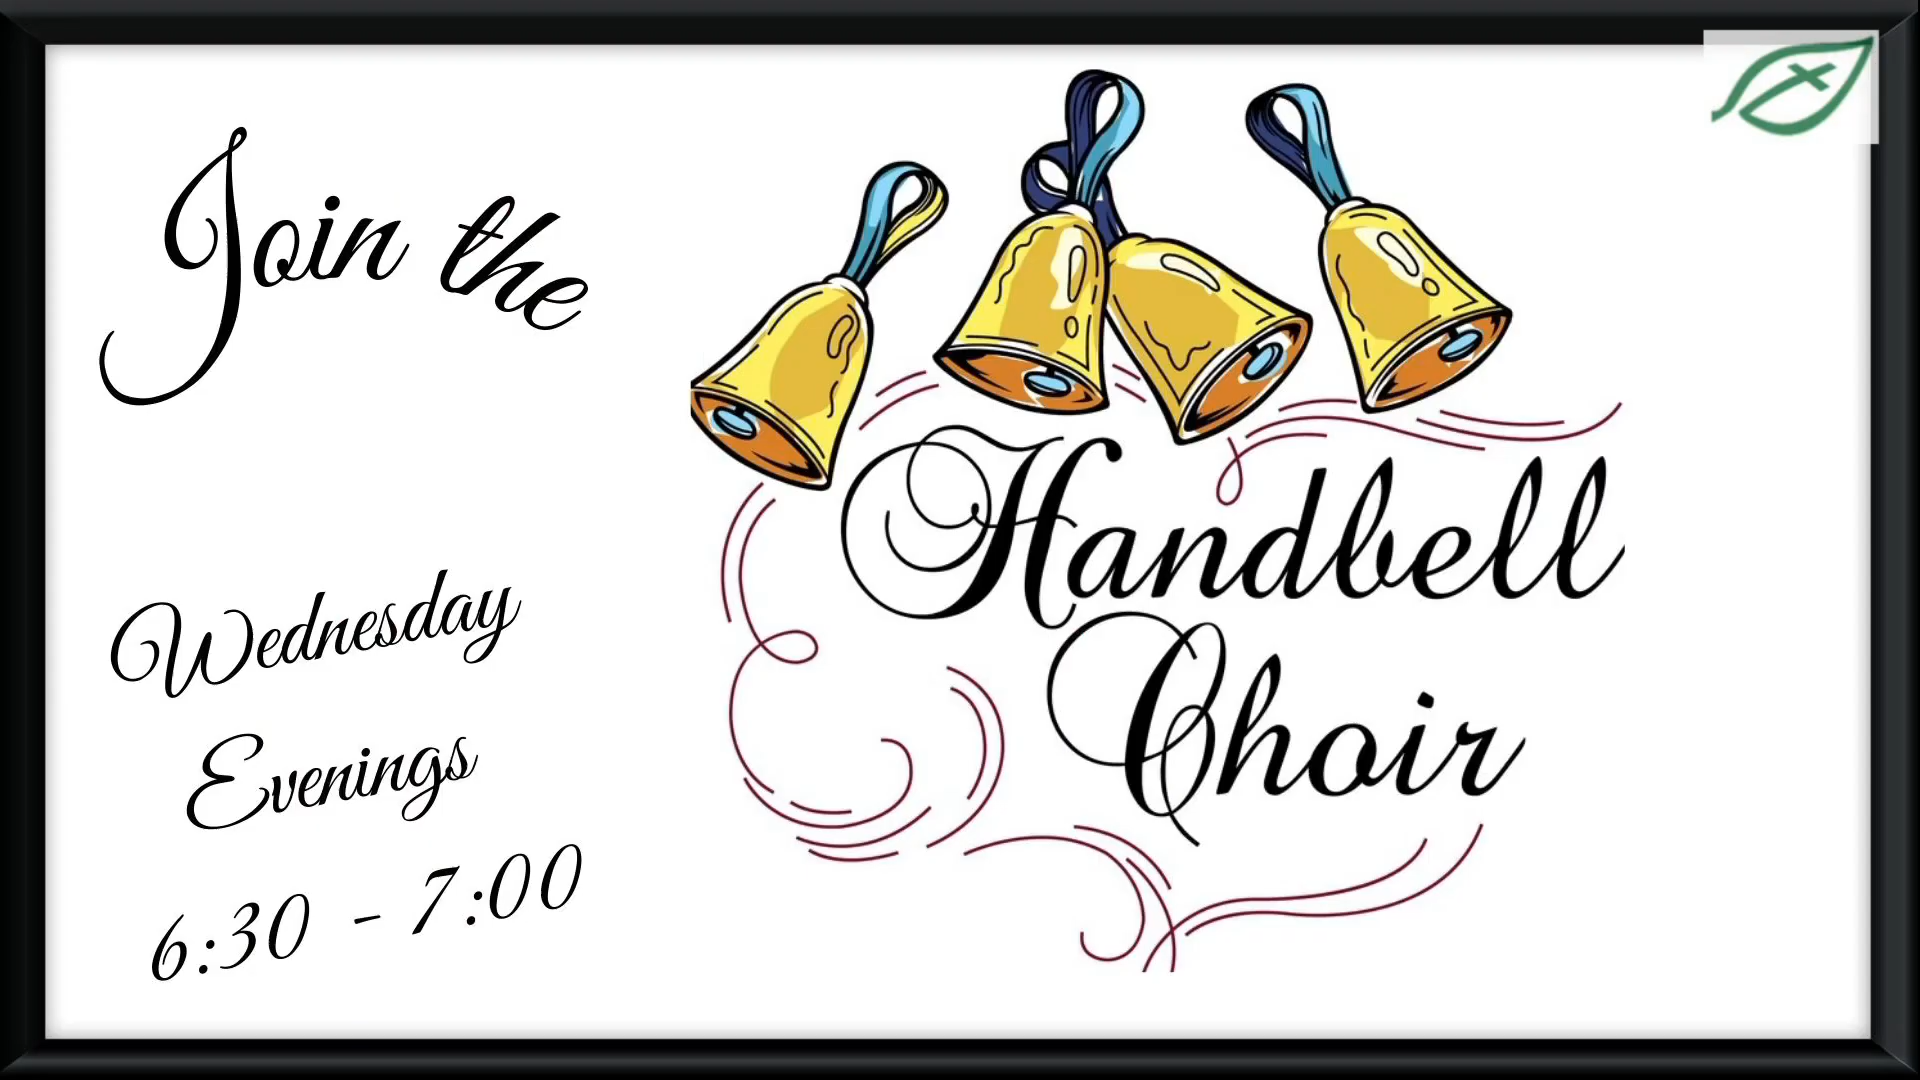 Join the
Handbell
Choir
Wednesday
Evenings
6:30 - 7:00